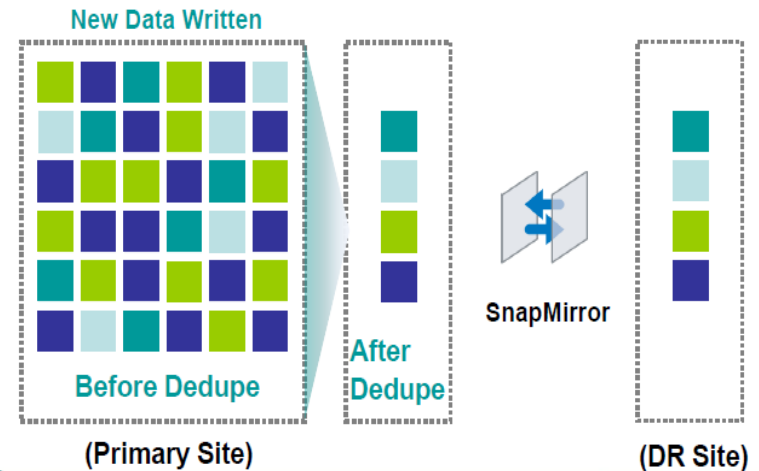 New Data Written
Before Dedupe
(Primary Site)
After
Dedupe
SnapMirror
(DR Site)